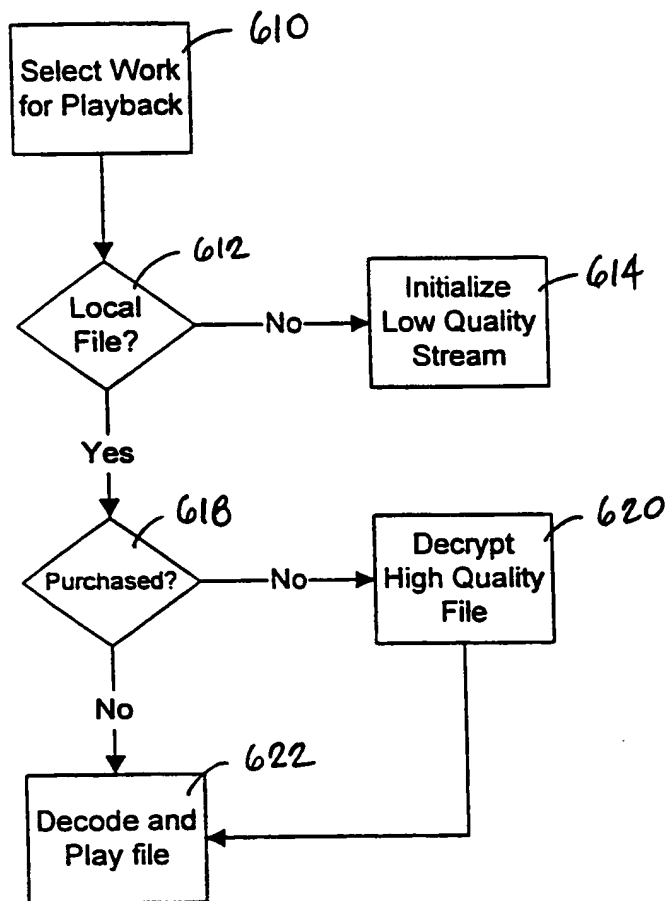 610
Select Work
for Playback
612
Local
File?
No
Initialize
Low Quality
Stream
614
Yes
618
Purchased?
No
Decrypt
High Quality
File
620
No
622
Decode and
Play file